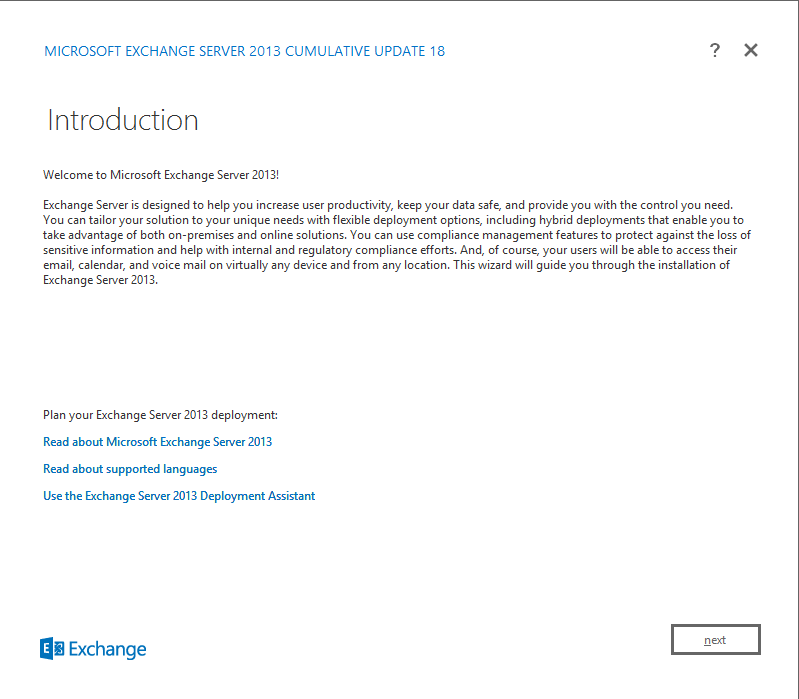 MICROSOFT EXCHANGE SERVER 2013 CUMULATIVE UPDATE 18
?
Introduction
Welcome to Microsoft Exchange Server 2013!
Exchange Server is designed to help you increase user productivity, keep your data safe, and provide you with the control you need.
You can tailor your solution to your unique needs with flexible deployment options, including hybrid deployments that enable you to
take advantage of both on-premises and online solutions. You can use compliance management features to protect against the loss of
sensitive information and help with internal and regulatory compliance efforts. And, of course, your users will be able to access their
email, calendar, and voice mail on virtually any device and from any location. This wizard will guide you through the installation of
Exchange Server 2013.
Plan your Exchange Server 2013 deployment:
Read about Microsoft Exchange Server 2013
Read about supported languages
Use the Exchange Server 2013 Deployment Assistant
next
Exchange